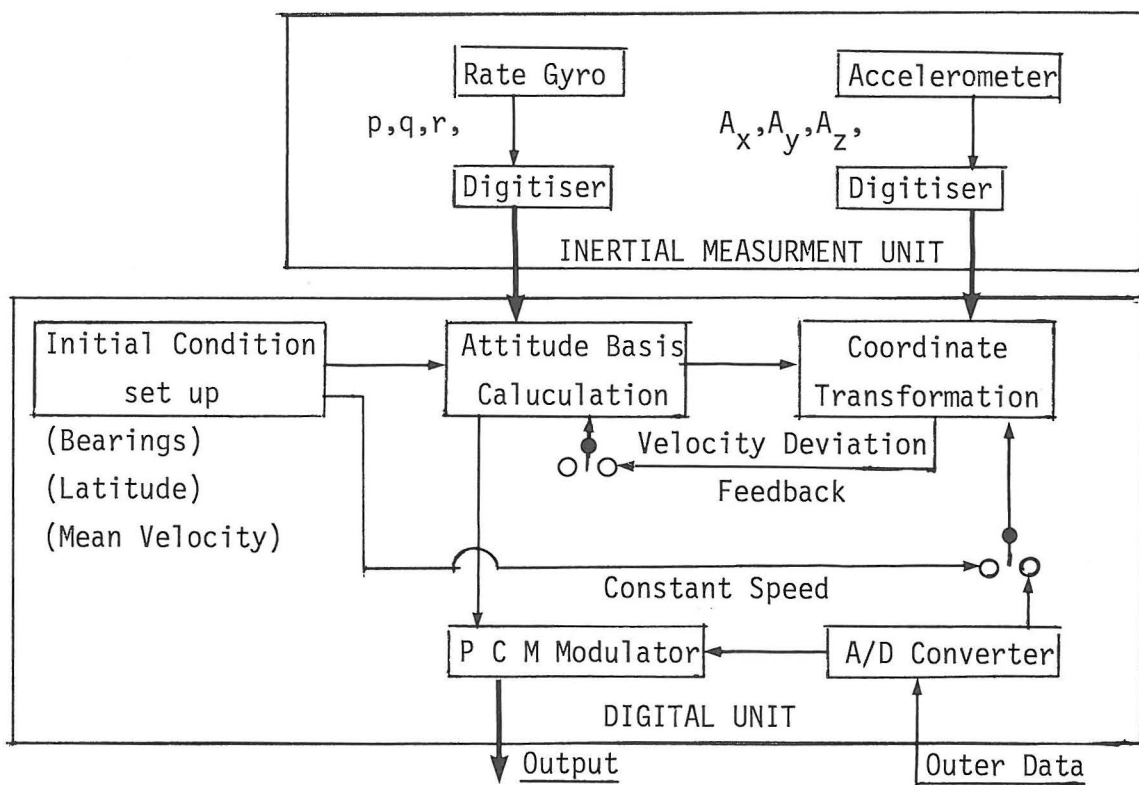 Rate Gyro
Accelerometer
p,q,r,
A_x,A_y,A_z,
Digitiser
Digitiser
INERTIAL MEASURMENT UNIT
Initial Condition
set up
(Bearings)
(Latitude)
(Mean Velocity)
Attitude Basis
Caluculation
Coordinate
Transformation
Velocity Deviation
Feedback
Constant Speed
P C M Modulator
A/D Converter
DIGITAL UNIT
Output
Outer Data